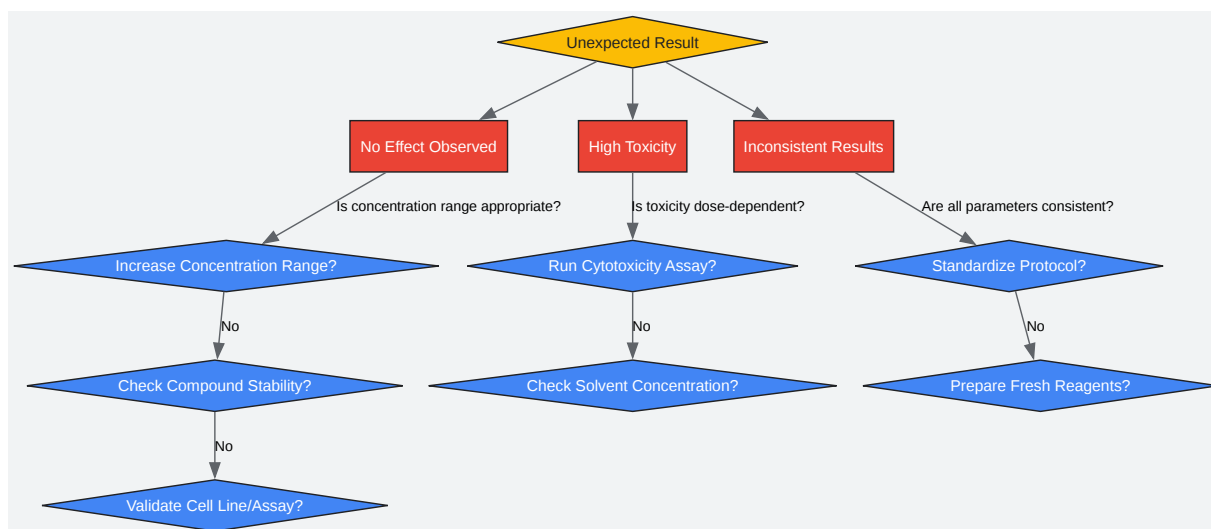 Unexpected Result
No Effect Observed
High Toxicity
Inconsistent Results
Is concentration range appropriate?
Is toxicity dose-dependent?
Are all parameters consistent?
Increase Concentration Range?
Run Cytotoxicity Assay?
Standardize Protocol?
No
No
No
Check Compound Stability?
Check Solvent Concentration?
Prepare Fresh Reagents?
No
Validate Cell Line/Assay?